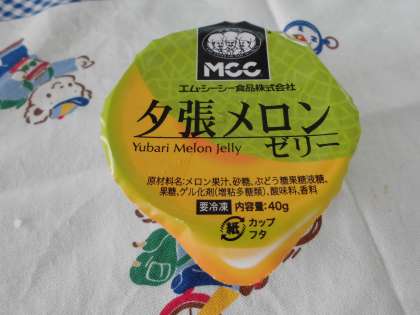 MCC
エム・シーシー食品株式会社
夕張メロン
Yubari Melon Jelly
ゼリー
原材料名:メロン果汁、砂糖、ぶどう糖果糖液糖、
果糖、ゲル化剤(増粘多糖類)、酸味料、香料
要冷凍 内容量:40g
紙 カップ
フタ